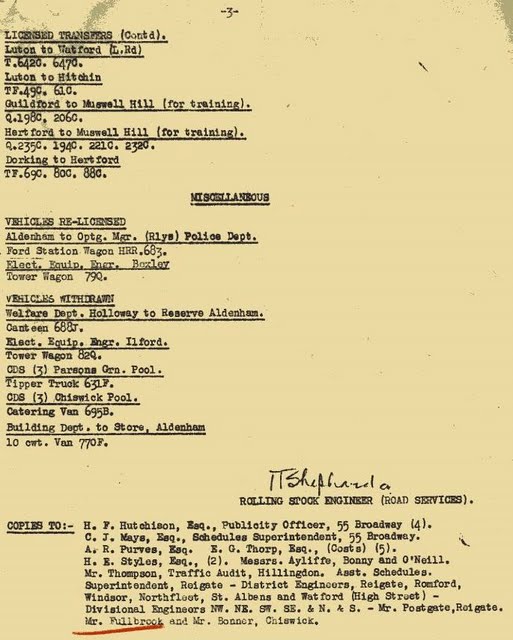 -3-
LICENSED TRANSFERS (Contd).
Luton to Watford (L.Rd)
T.642C. 647C.
Luton to Hitchin
TF.49C. 61C.
Guildford to Muswell Hill (for training).
Q.198C. 206C.
Hertford to Muswell Hill (for training).
Q.235C. 194C. 221C. 232C.
Dorking to Hertford
TF.69C. 80C. 88C.
MISCELLANEOUS
VEHICLES RE-LICENSED
Aldenham to Optg. Mgr. (Rlys) Police Dept.
Ford Station Wagon HRR.683.
Elect. Equip. Engr. Bexley
Tower Wagon 79Q.
VEHICLES WITHDRAWN
Welfare Dept. Holloway to Reserve Aldenham.
Canteen 688J.
Elect. Equip. Engr. Ilford.
Tower Wagon 82Q.
CDS (3) Parsons Grn. Pool.
Tipper Truck 631F.
CDS (3) Chiswick Pool.
Catering Van 695B.
Building Dept. to Store, Aldenham
10 cwt. Van 770F.
ROLLING STOCK ENGINEER (ROAD SERVICES).
COPIES TO:- H. F. Hutchison, Esq., Publicity Officer, 55 Broadway (4).
C. J. Mays, Esq., Schedules Superintendent, 55 Broadway.
A. R. Purves, Esq. E. G. Thorp, Esq., (Costs) (5).
H. E. Styles, Esq., (2). Messrs. Ayliffe, Bonny and O'Neill.
Mr. Thompson, Traffic Audit, Hillingdon. Asst. Schedules.
Superintendent, Reigate - District Engineers, Reigate, Romford,
Windsor, Northfleet, St. Albans and Watford (High Street) -
Divisional Engineers NW. NE. SW. SE. & N. & S. - Mr. Postgate, Reigate.
Mr. Fullbrook and Mr. Bonner, Chiswick.